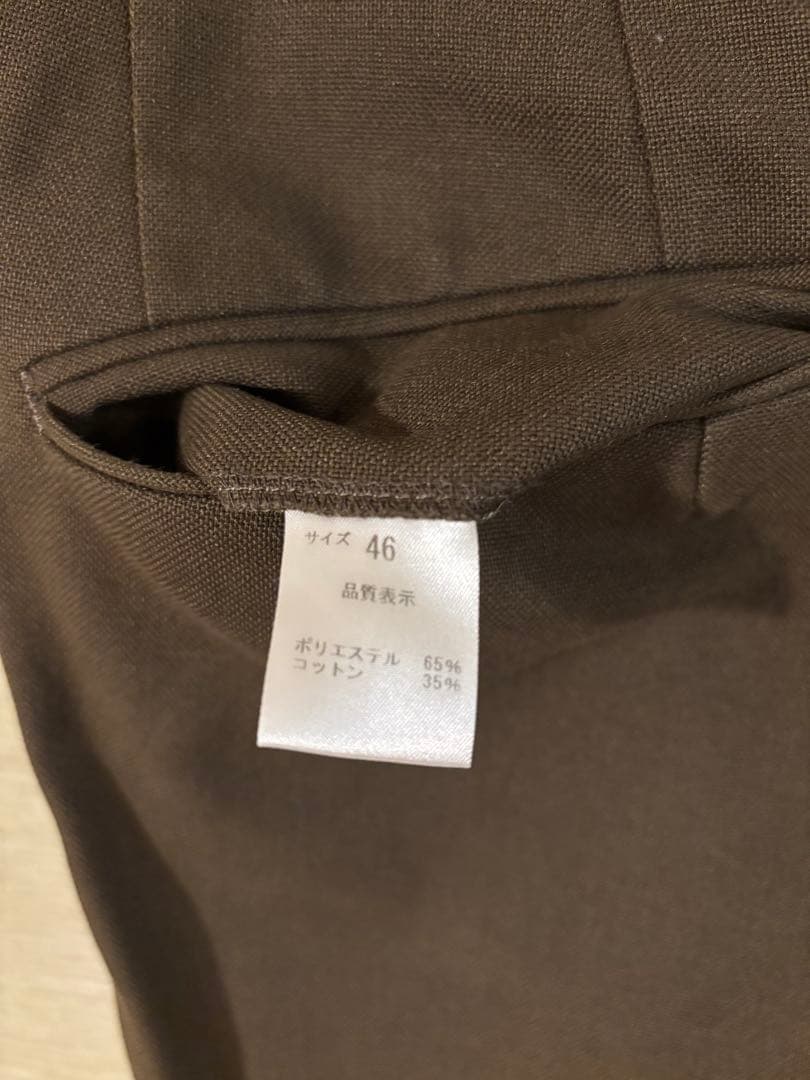 サイズ 46
品質表示
ポリエステル 65%
コットン 35%